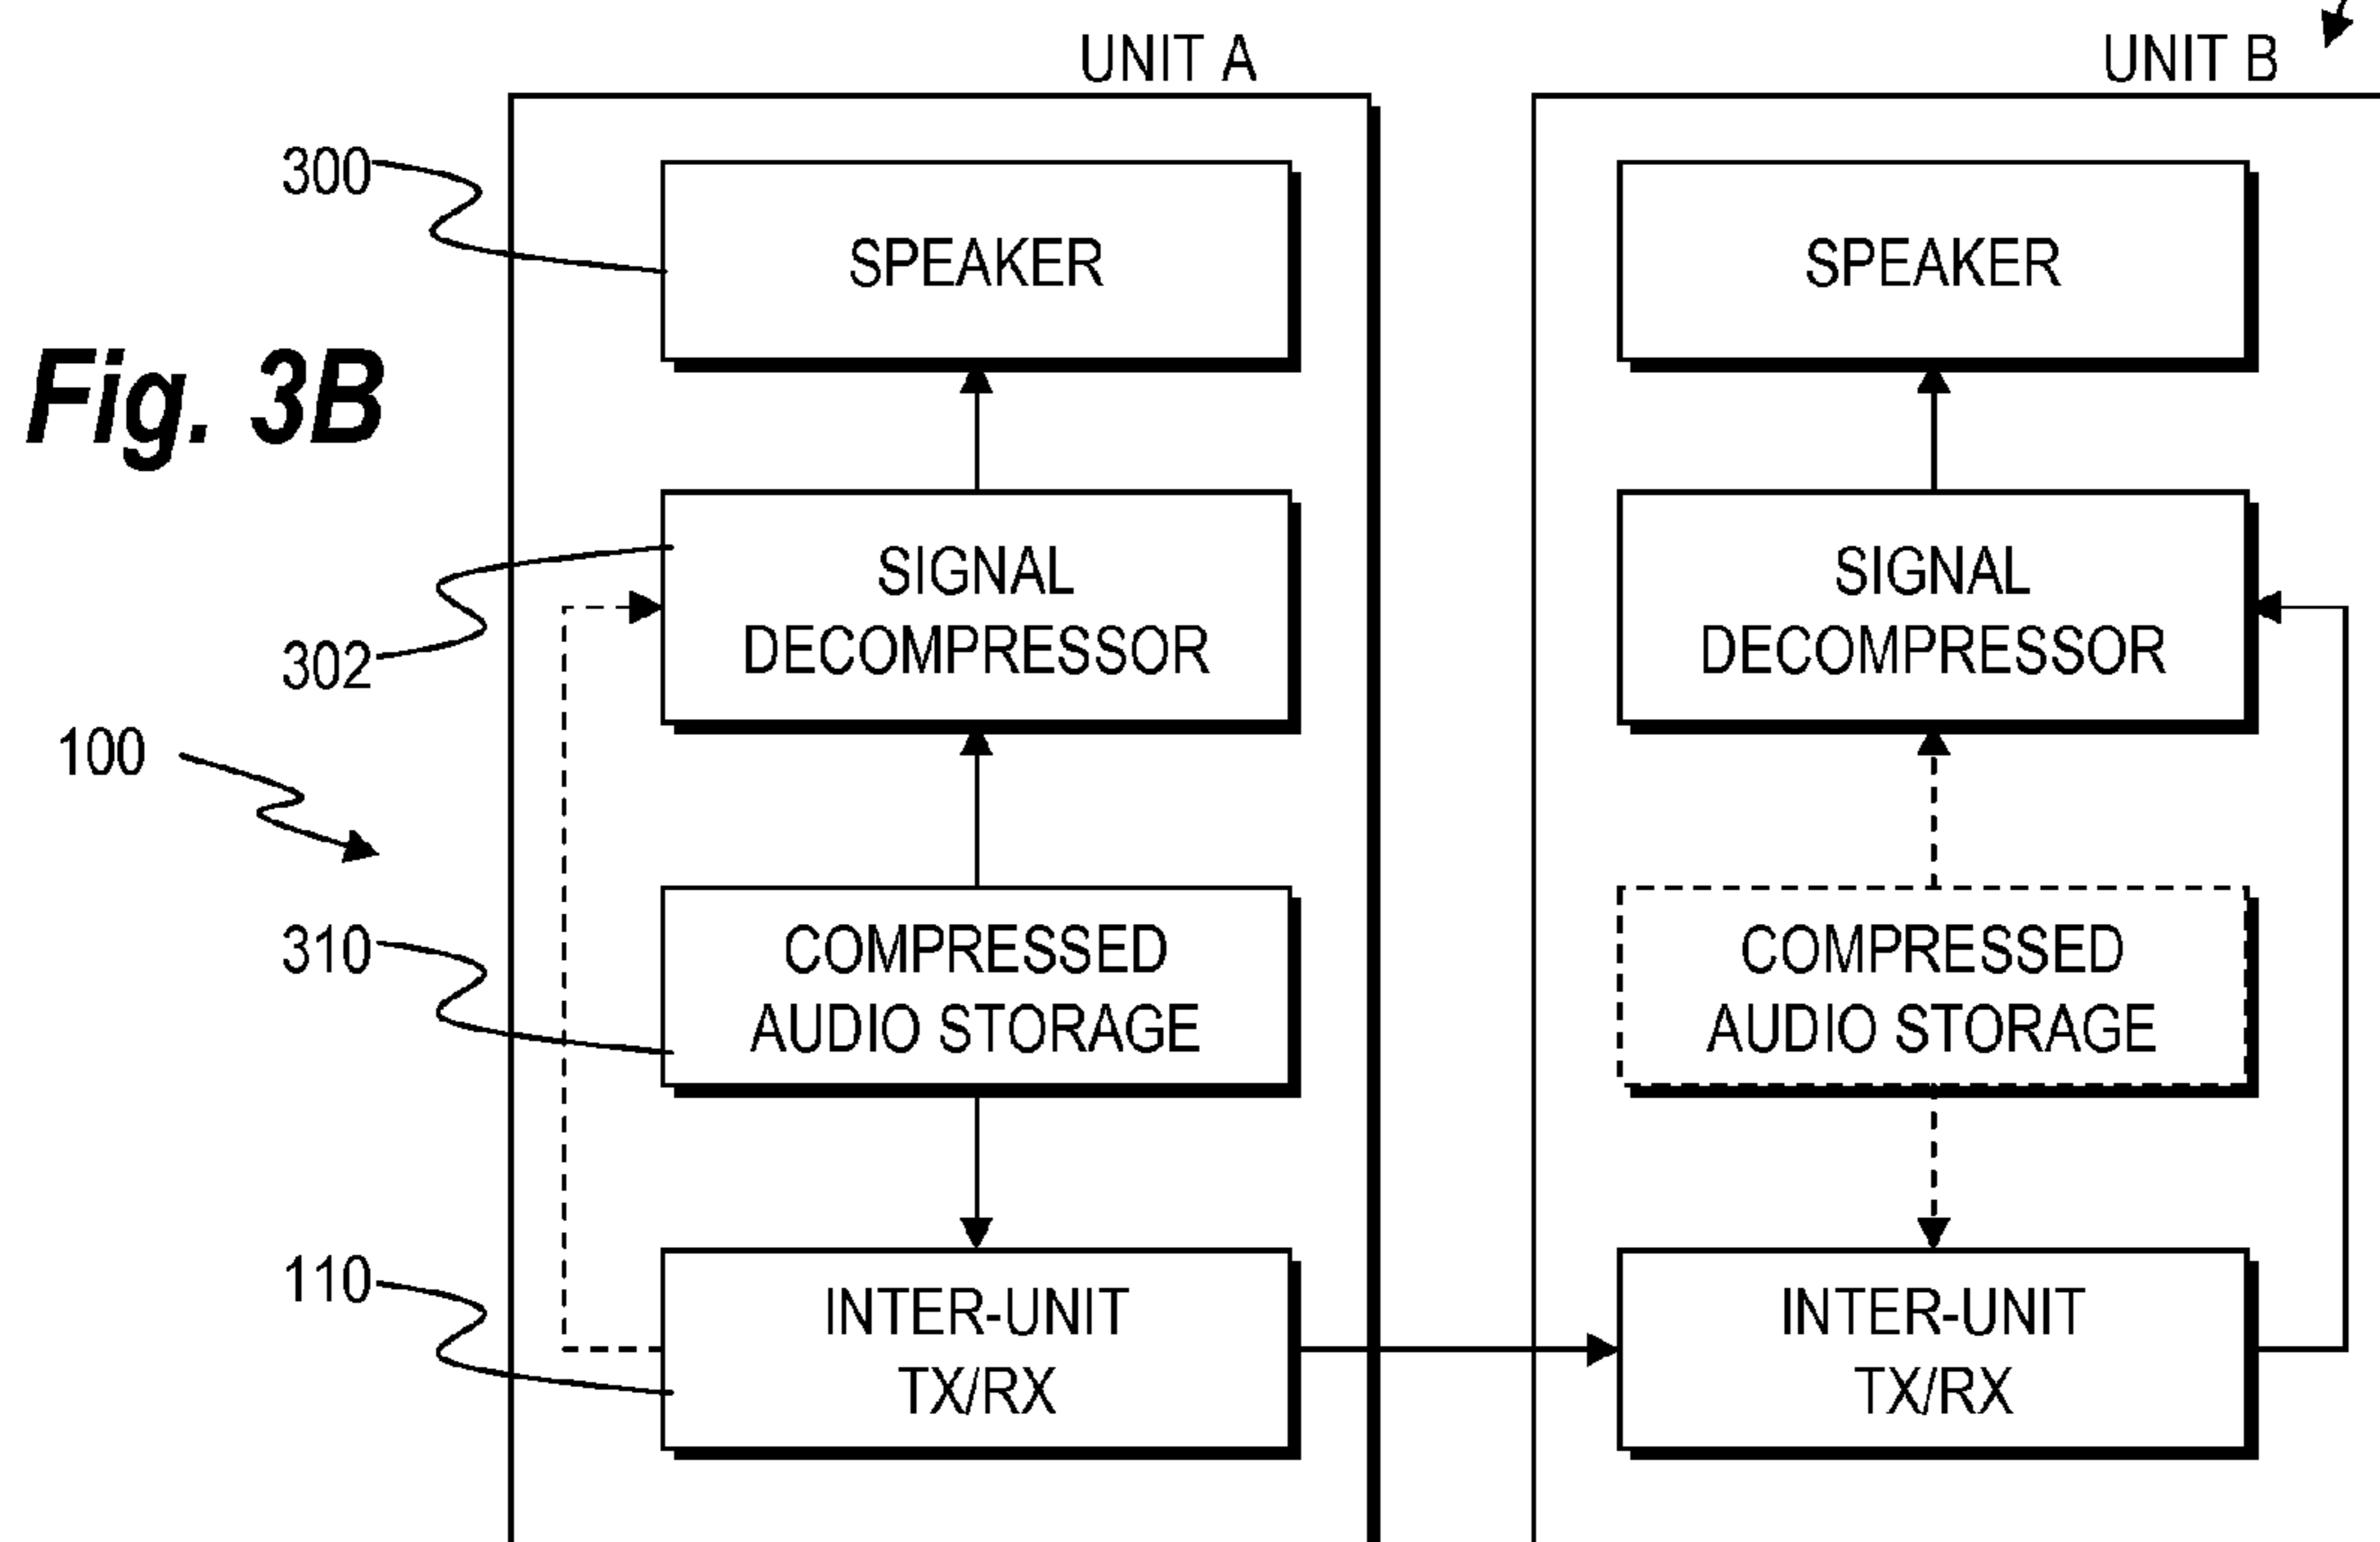 UNIT A
UNIT B
300
SPEAKER
SPEAKER
Fig. 3B
SIGNAL
DECOMPRESSOR
SIGNAL
DECOMPRESSOR
302
100
310
COMPRESSED
AUDIO STORAGE
COMPRESSED
AUDIO STORAGE
110
INTER-UNIT
TX/RX
INTER-UNIT
TX/RX